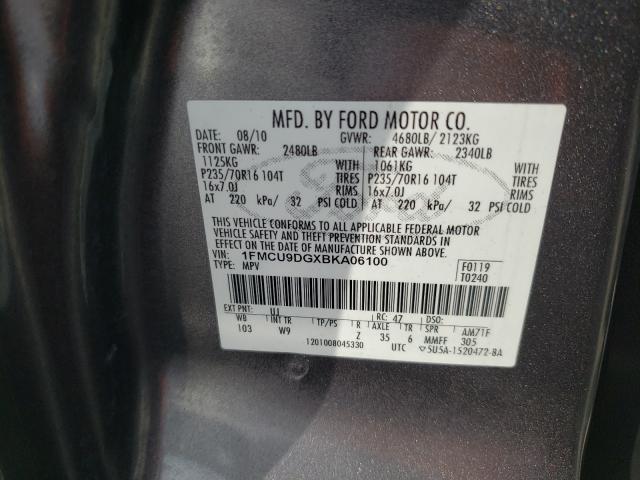 MFD. BY FORD MOTOR CO.
DATE: 08/10 GVWR: 4680LB/ 2123KG
FRONT GAWR: 2480LB REAR GAWR: 2340LB
1125KG WITH 1061KG WITH
P235/70R16 104T TIRES P235/70R16 104T TIRES
16x7.0J RIMS 16x7.0J RIMS
AT 220 kPa/ 32 PSI COLD AT 220 kPa/ 32 PSI COLD
THIS VEHICLE CONFORMS TO ALL APPLICABLE FEDERAL MOTOR
VEHICLE SAFETY AND THEFT PREVENTION STANDARDS IN
EFFECT ON THE DATE OF MANUFACTURE SHOWN ABOVE.
VIN: 1FMCU9DGXBKA06100
TYPE: MPV
F0119
T0240
EXT PNT: UJ RC: 47 DSO:
WB INT TR TP/PS R AXLE TR SPR AM71F
103 W9 Z 35 6 MMFF 305
1201008045330 UTC 5U5A-1520472-BA
Ford